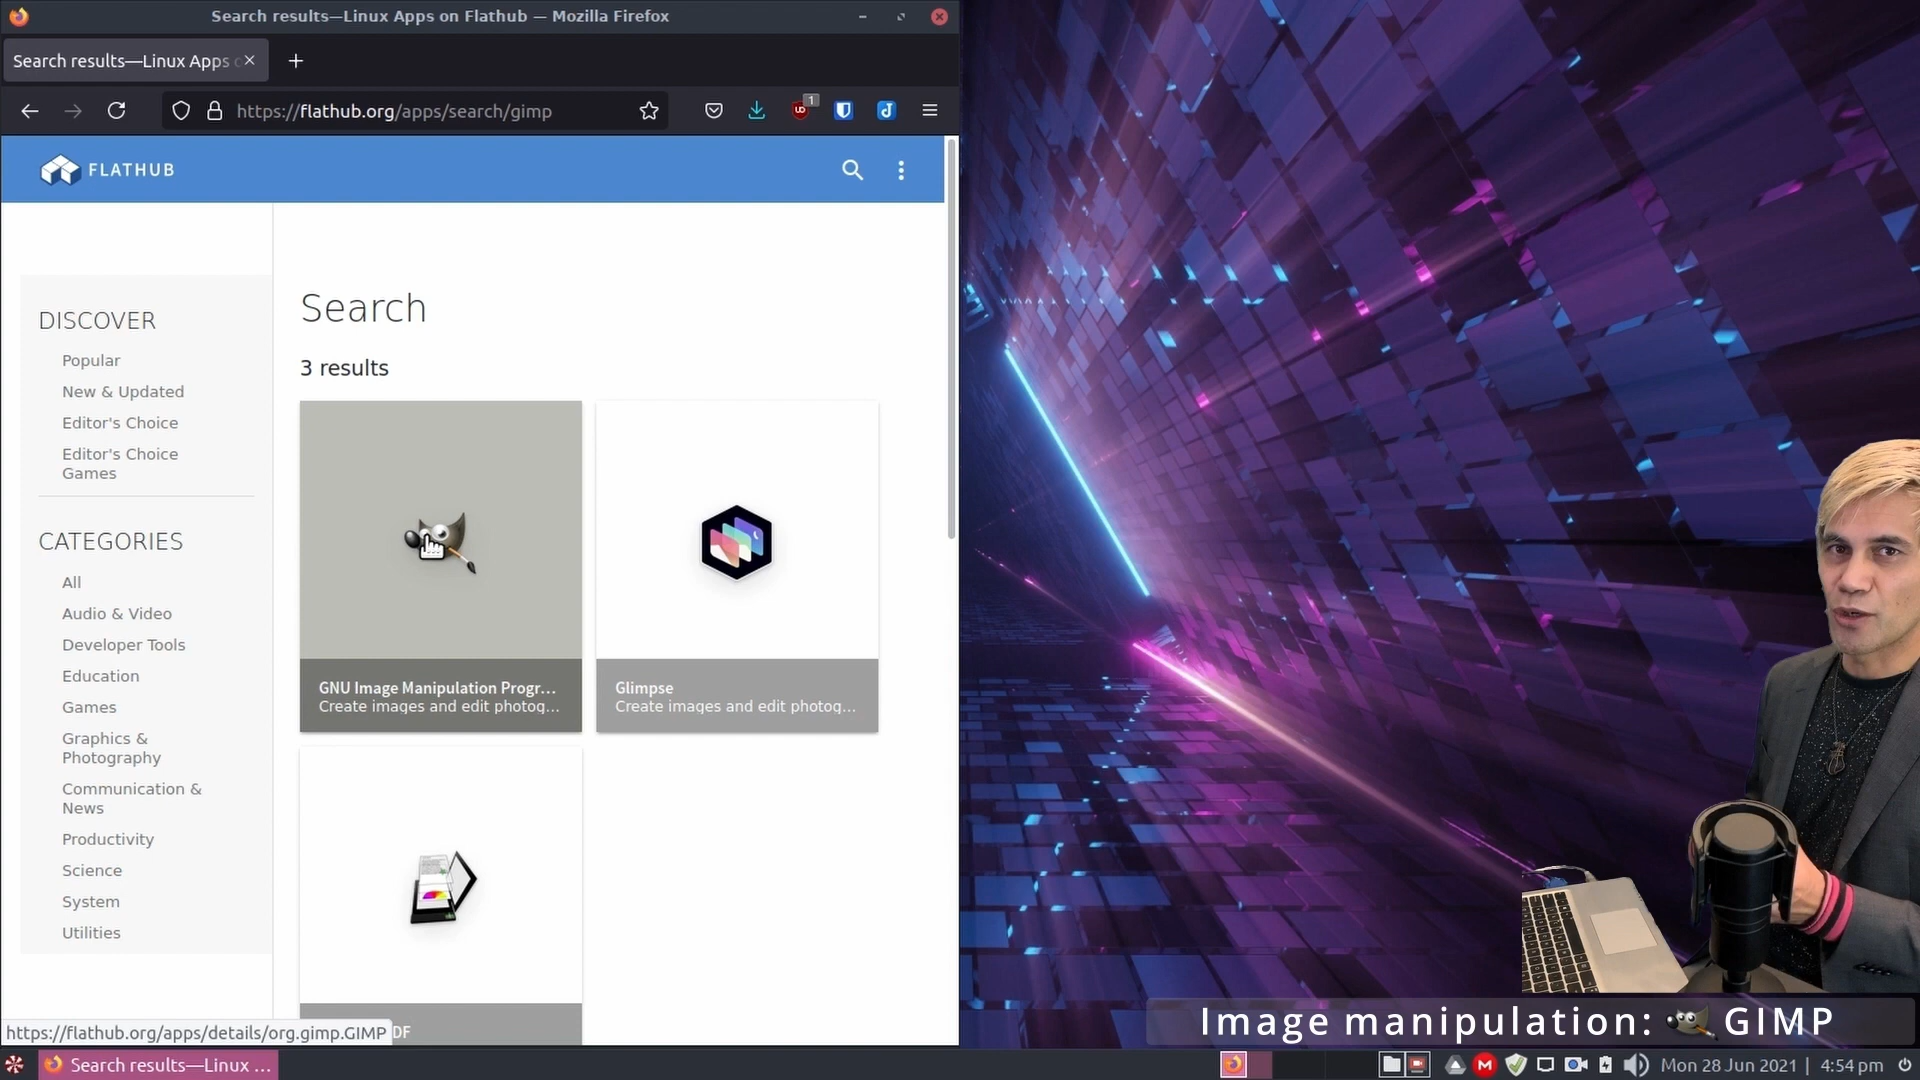 Search results—Linux Apps on Flathub — Mozilla Firefox
Search results—Linux Apps
https://flathub.org/apps/search/gimp
1
FLATHUB
DISCOVER
Popular
New & Updated
Editor's Choice
Editor's Choice
Games
CATEGORIES
All
Audio & Video
Developer Tools
Education
Games
Graphics &
Photography
Communication &
News
Productivity
Science
System
Utilities
Search
3 results
GNU Image Manipulation Progr...
Create images and edit photog...
Glimpse
Create images and edit photog...
DF
https://flathub.org/apps/details/org.gimp.GIMP
Image manipulation: GIMP
Search results—Linux ...
Mon 28 Jun 2021 | 4:54 pm